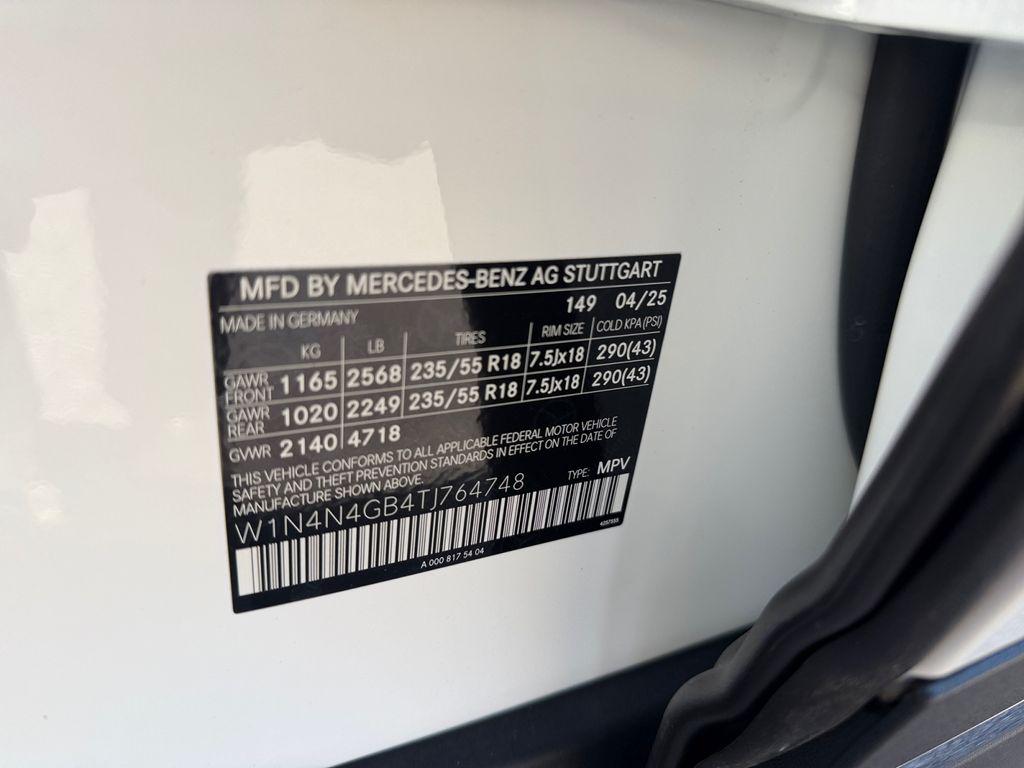 MFD BY MERCEDES-BENZ AG STUTTGART
149 04/25
MADE IN GERMANY
KG LB TIRES RIM SIZE COLD KPA (PSI)
GAWR FRONT 1165 2568 235/55 R18 7.5Jx18 290(43)
GAWR REAR 1020 2249 235/55 R18 7.5Jx18 290(43)
GVWR 2140 4718
THIS VEHICLE CONFORMS TO ALL APPLICABLE FEDERAL MOTOR VEHICLE
SAFETY AND THEFT PREVENTION STANDARDS IN EFFECT ON THE DATE OF
MANUFACTURE SHOWN ABOVE.
TYPE: MPV
W1N4N4GB4TJ764748
A 000 817 54 04